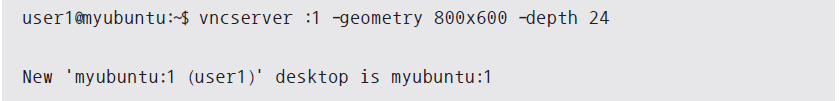 user1@myubuntu:~$ vncserver :1 -geometry 800x600 -depth 24
New 'myubuntu:1 (user1)' desktop is myubuntu:1